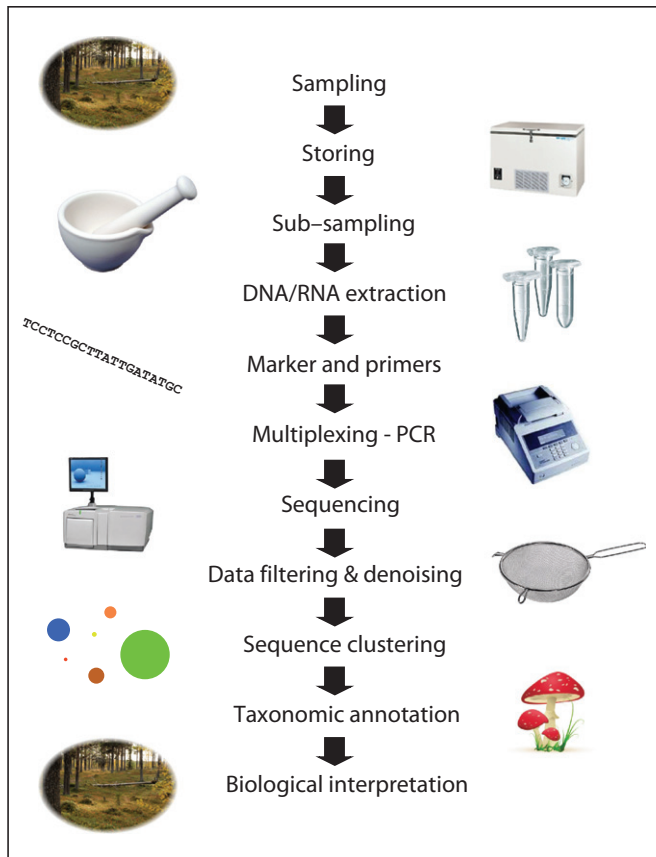 Sampling
Storing
Sub–sampling
DNA/RNA extraction
TCCTCCGCTTATTGATATGC
Marker and primers
Multiplexing - PCR
Sequencing
Data filtering & denoising
Sequence clustering
Taxonomic annotation
Biological interpretation